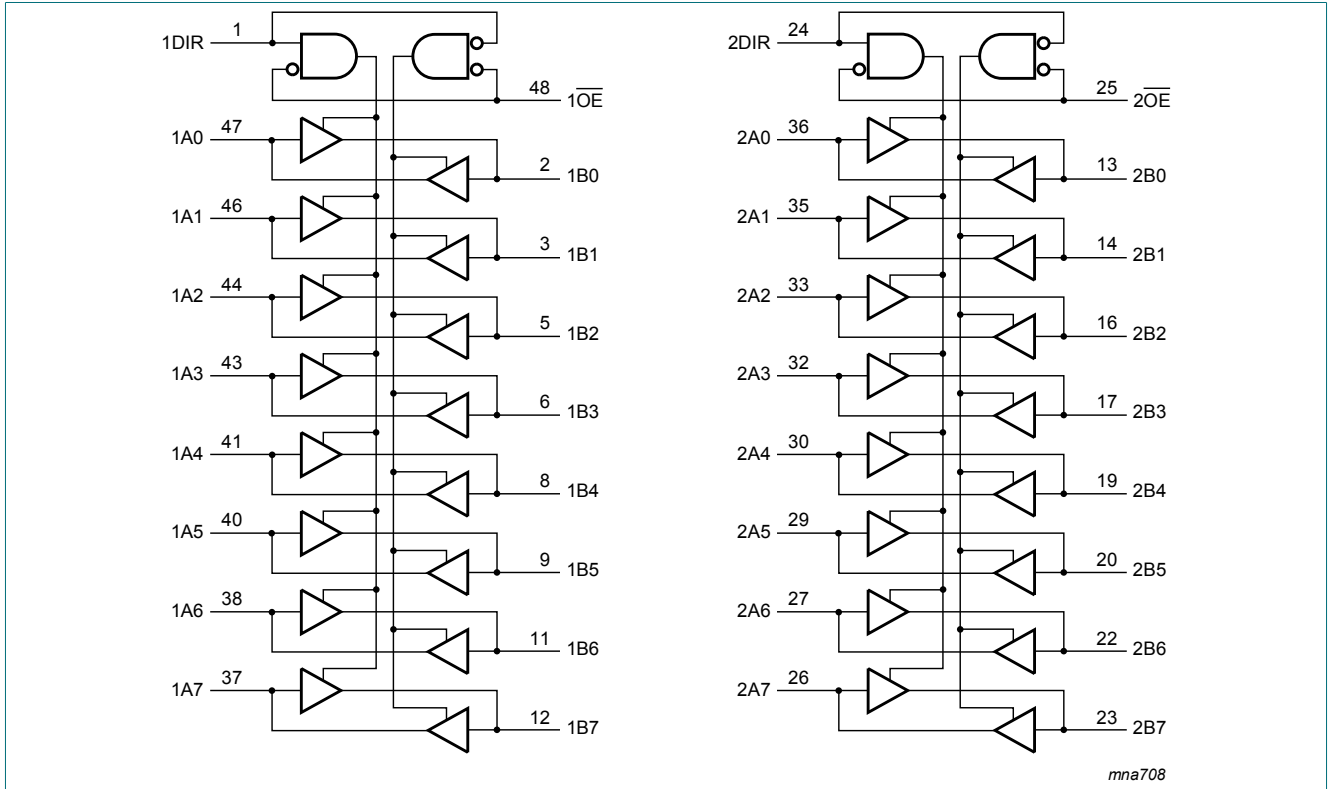 1DIR 1 2DIR 24
48 1O̅E̅ 25 2O̅E̅
1A0 47 2A0 36
2 1B0 13 2B0
1A1 46 2A1 35
3 1B1 14 2B1
1A2 44 2A2 33
5 1B2 16 2B2
1A3 43 2A3 32
6 1B3 17 2B3
1A4 41 2A4 30
8 1B4 19 2B4
1A5 40 2A5 29
9 1B5 20 2B5
1A6 38 2A6 27
11 1B6 22 2B6
1A7 37 2A7 26
12 1B7 23 2B7
mna708